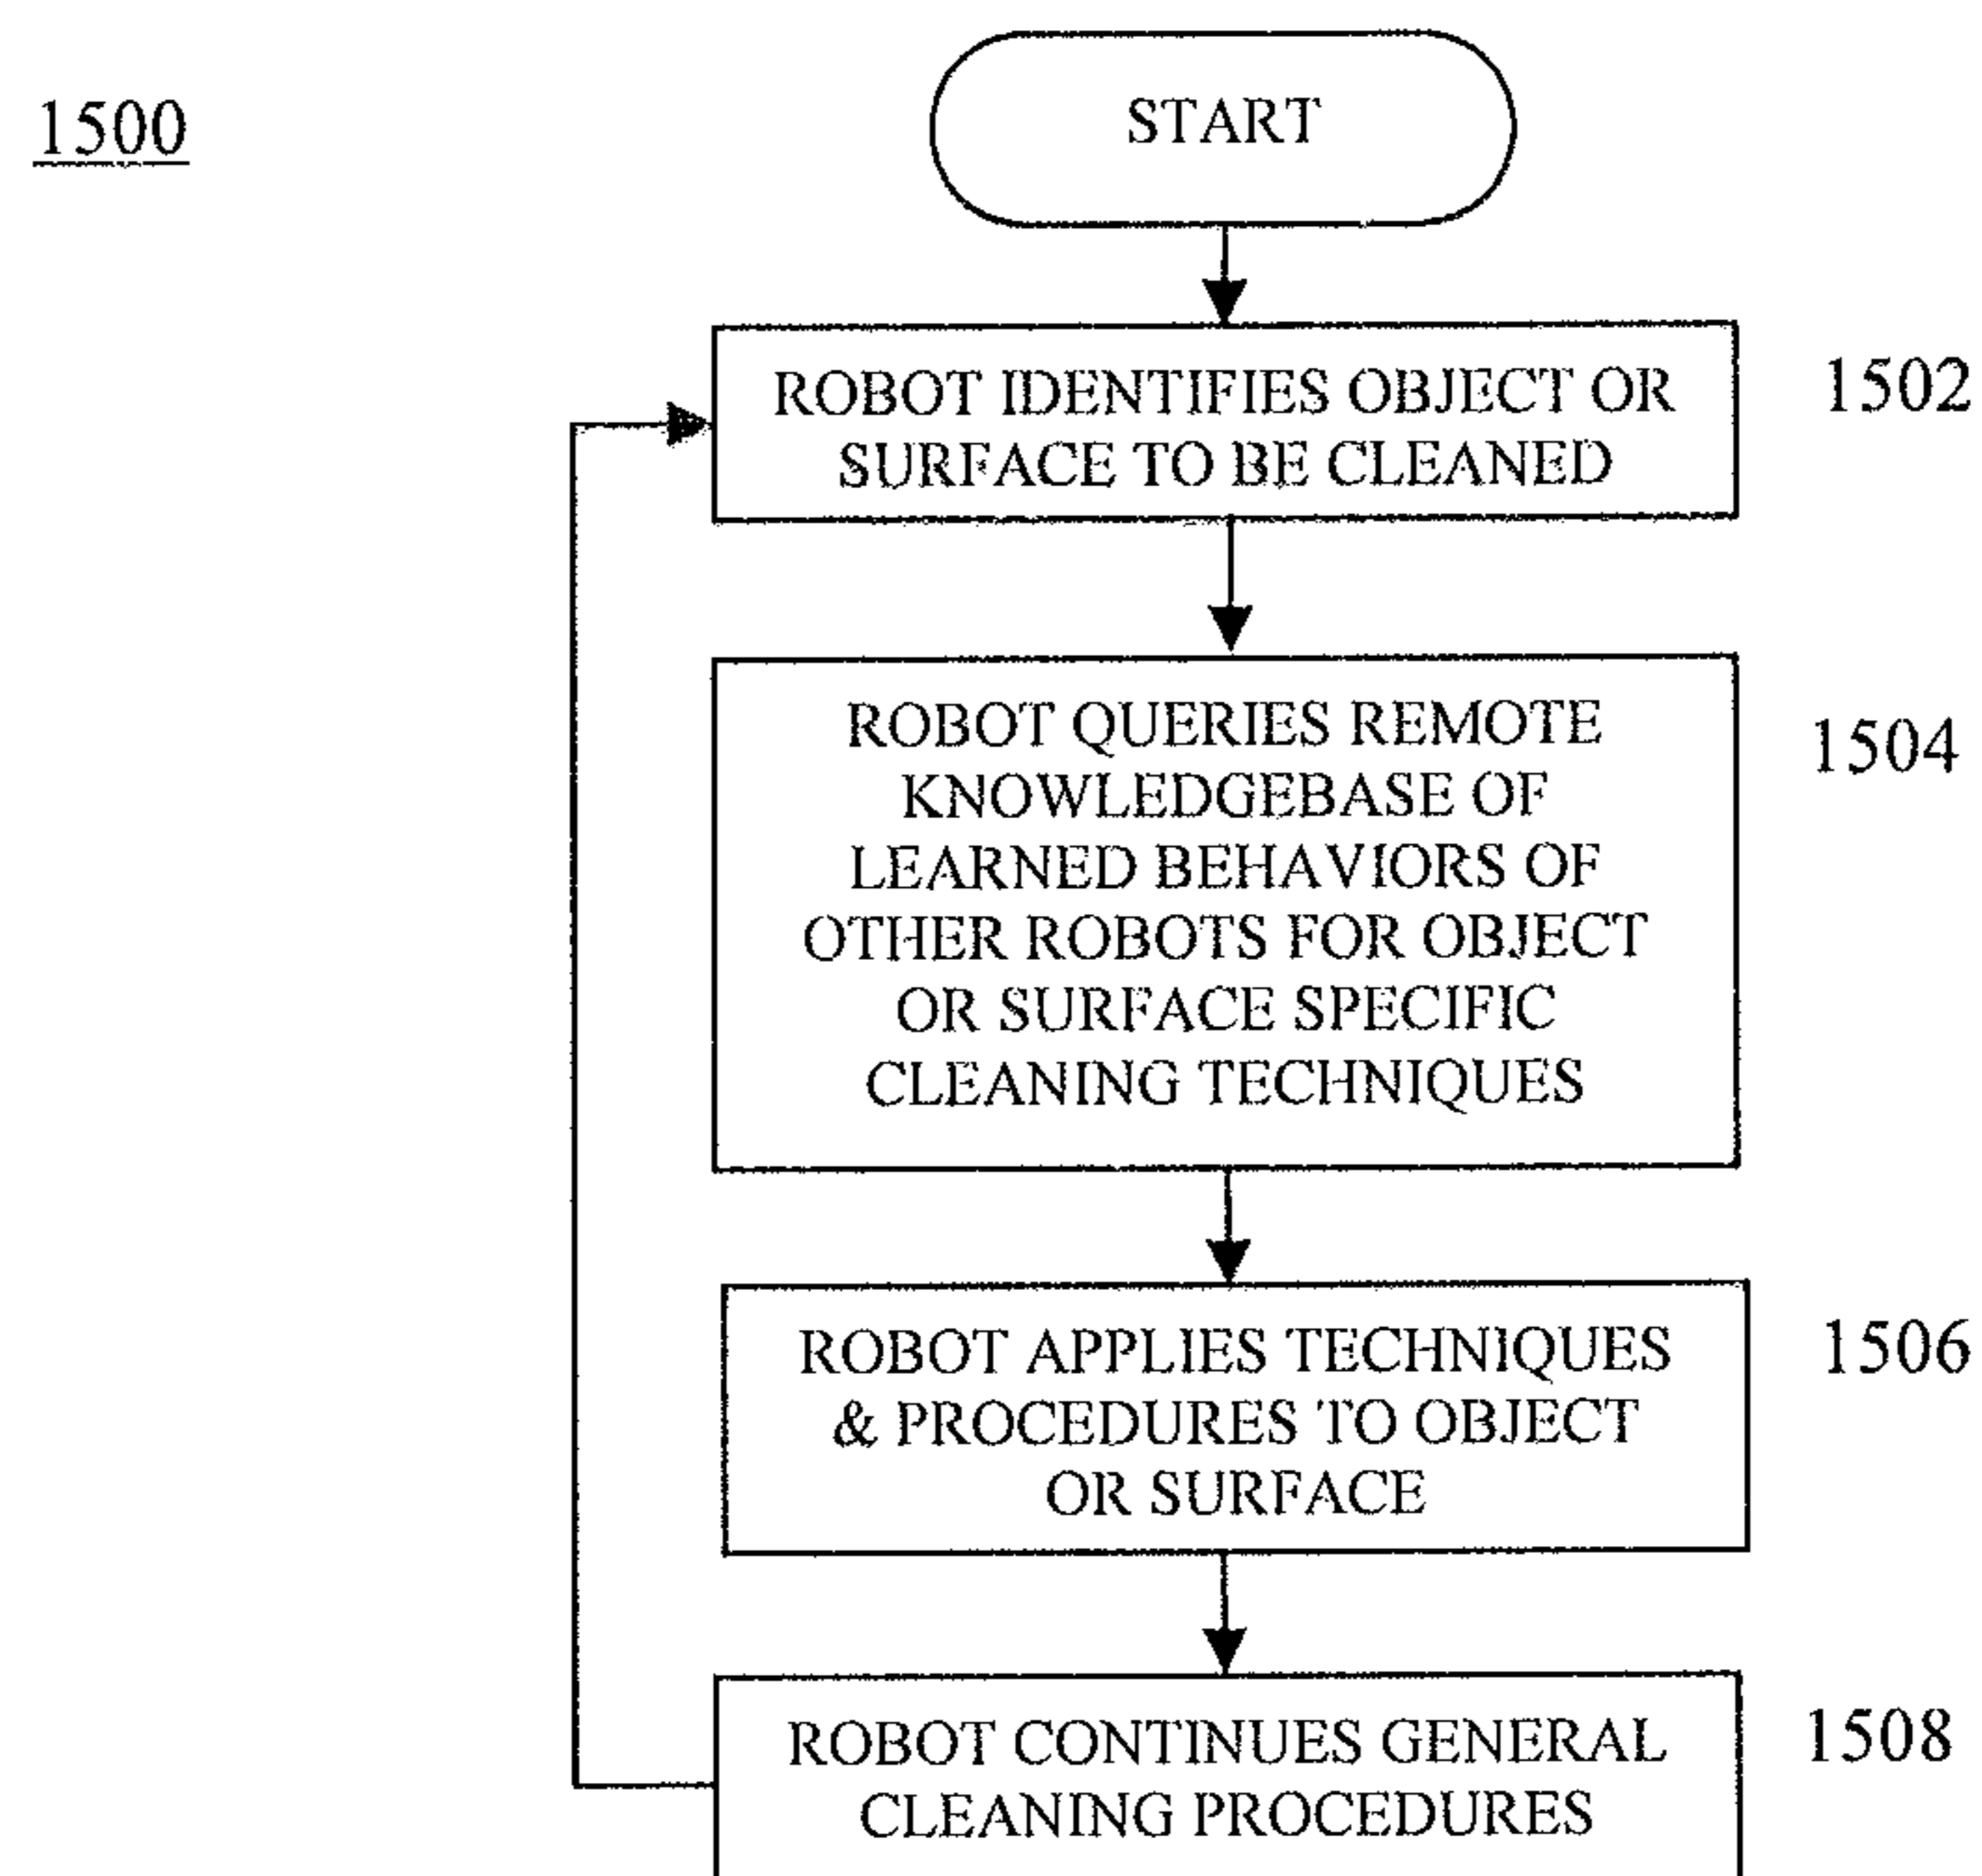 1500
START
ROBOT IDENTIFIES OBJECT OR
SURFACE TO BE CLEANED
1502
ROBOT QUERIES REMOTE
KNOWLEDGEBASE OF
LEARNED BEHAVIORS OF
OTHER ROBOTS FOR OBJECT
OR SURFACE SPECIFIC
CLEANING TECHNIQUES
1504
ROBOT APPLIES TECHNIQUES
& PROCEDURES TO OBJECT
OR SURFACE
1506
ROBOT CONTINUES GENERAL
CLEANING PROCEDURES
1508